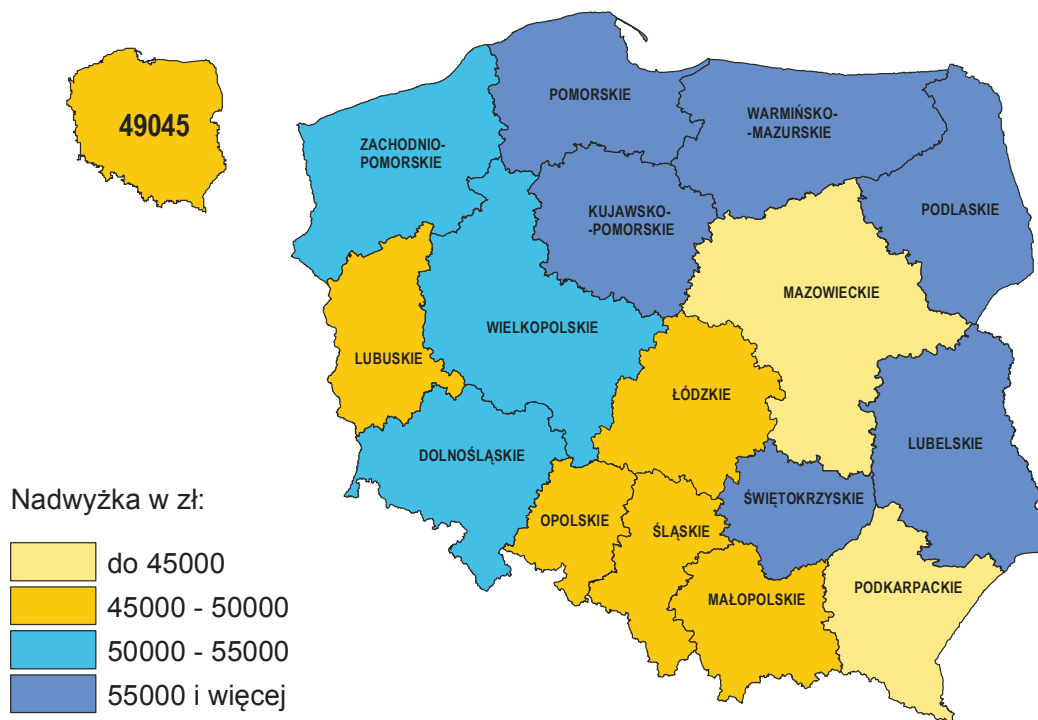 49045
POMORSKIE
WARMIŃSKO-
-MAZURSKIE
ZACHODNIO-
POMORSKIE
PODLASKIE
KUJAWSKO-
-POMORSKIE
MAZOWIECKIE
WIELKOPOLSKIE
LUBUSKIE
ŁÓDZKIE
LUBELSKIE
DOLNOŚLĄSKIE
ŚWIĘTOKRZYSKIE
OPOLSKIE
ŚLĄSKIE
PODKARPACKIE
MAŁOPOLSKIE
Nadwyżka w zł:
do 45000
45000 - 50000
50000 - 55000
55000 i więcej